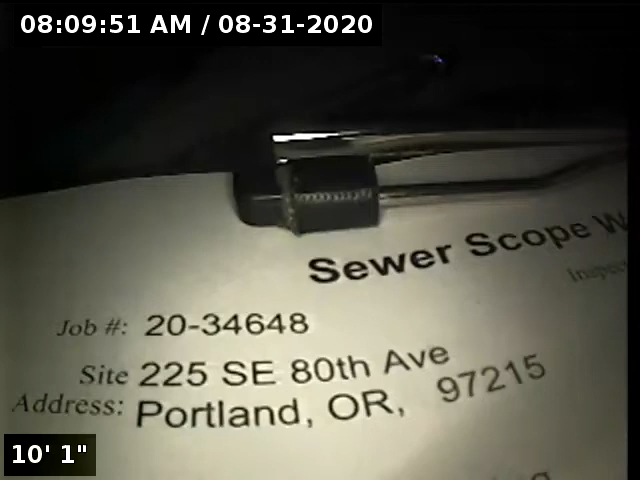 08:09:51 AM / 08-31-2020
Sewer Scope
Job #: 20-34648
Site 225 SE 80th Ave
Address: Portland, OR, 97215
10' 1"